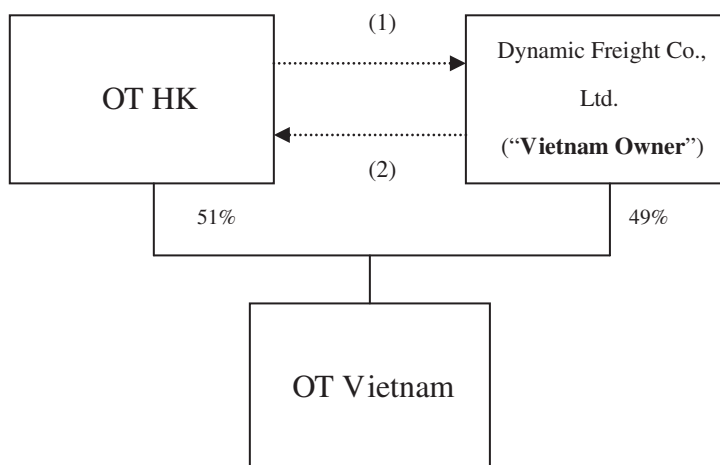 (1)
OT HK
Dynamic Freight Co.,
Ltd.
(“Vietnam Owner”)
(2)
51%
49%
OT Vietnam